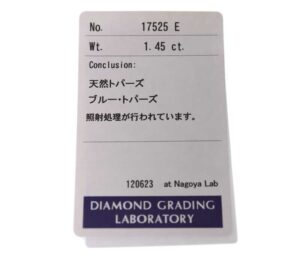 No. 17525 E
Wt. 1.45 ct.
Conclusion:
天然トパーズ
ブルー・トパーズ
照射処理が行われています。
120623 at Nagoya Lab
DIAMOND GRADING
LABORATORY